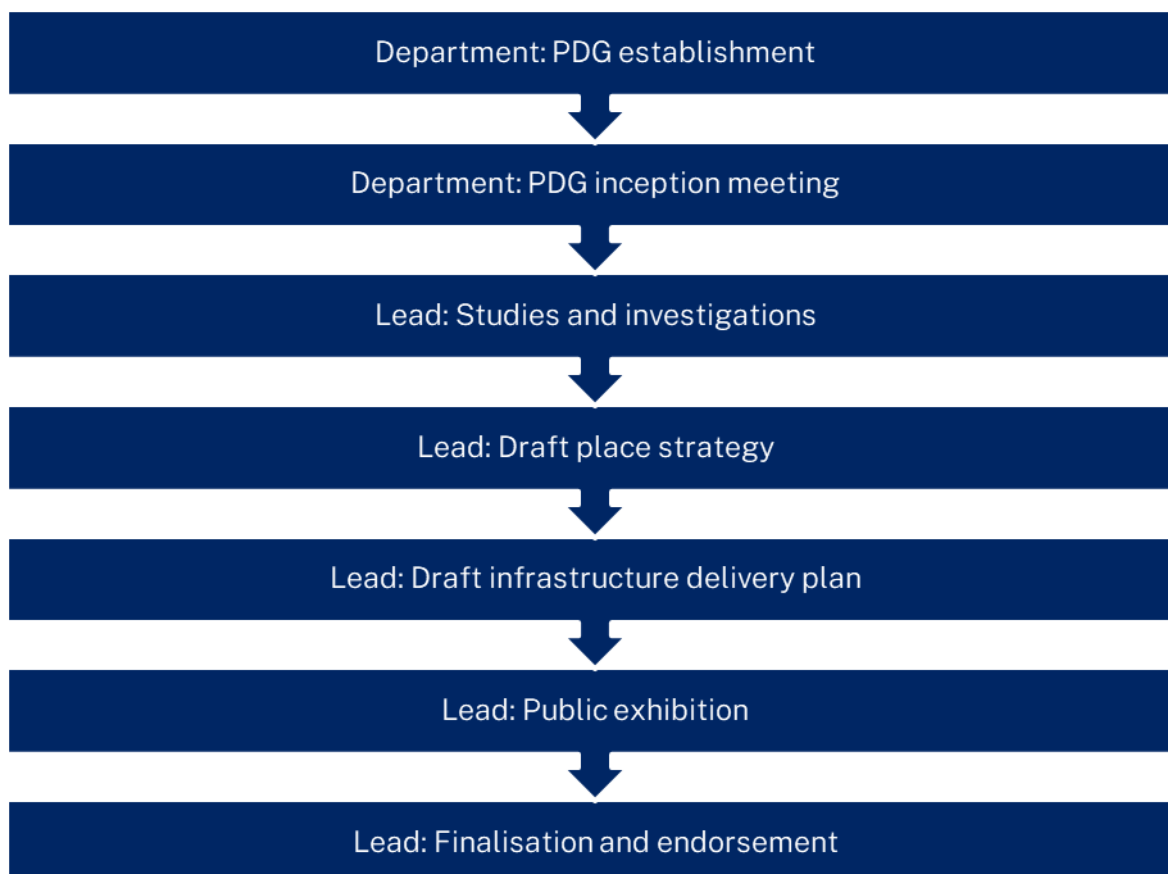 Department: PDG establishment
Department: PDG inception meeting
Lead: Studies and investigations
Lead: Draft place strategy
Lead: Draft infrastructure delivery plan
Lead: Public exhibition
Lead: Finalisation and endorsement